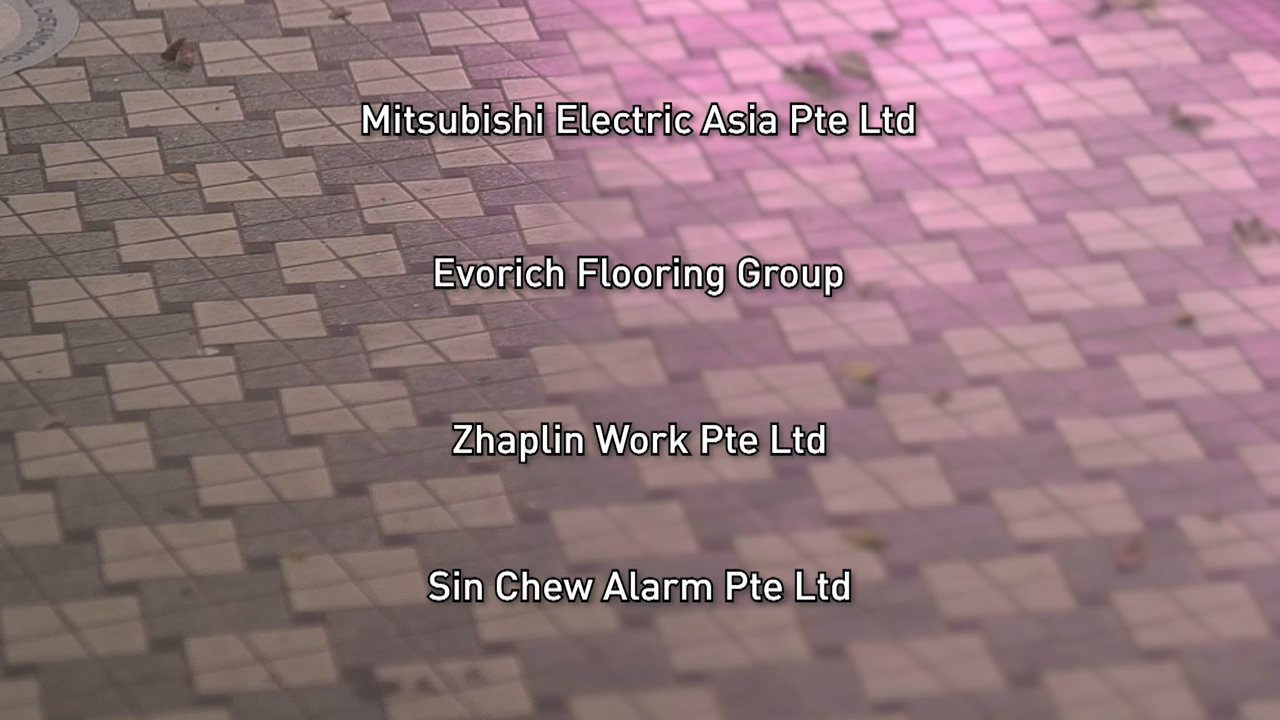 Mitsubishi Electric Asia Pte Ltd
Evorich Flooring Group
Zhaplin Work Pte Ltd
Sin Chew Alarm Pte Ltd